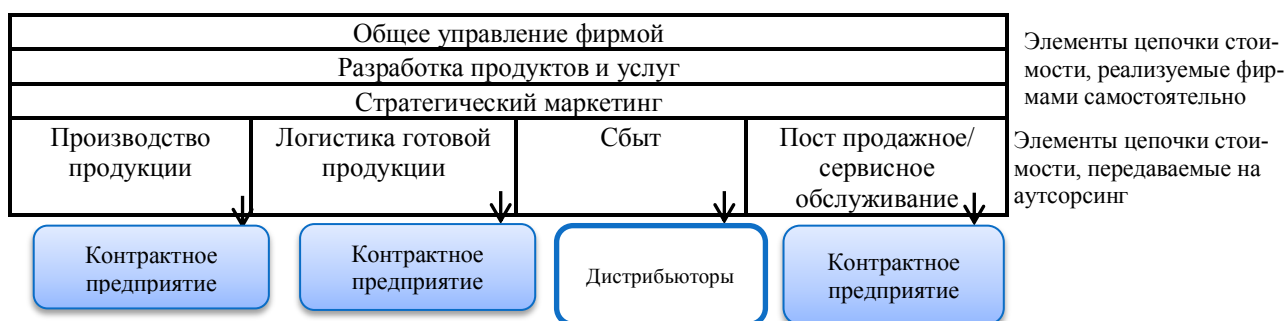 Общее управление фирмой
Разработка продуктов и услуг
Стратегический маркетинг
Элементы цепочки стои-
мости, реализуемые фир-
мами самостоятельно
Производство
продукции
Логистика готовой
продукции
Сбыт
Пост продажное/
сервисное
обслуживание
Элементы цепочки стои-
мости, передаваемые на
аутсорсинг
Контрактное
предприятие
Контрактное
предприятие
Дистрибьюторы
Контрактное
предприятие